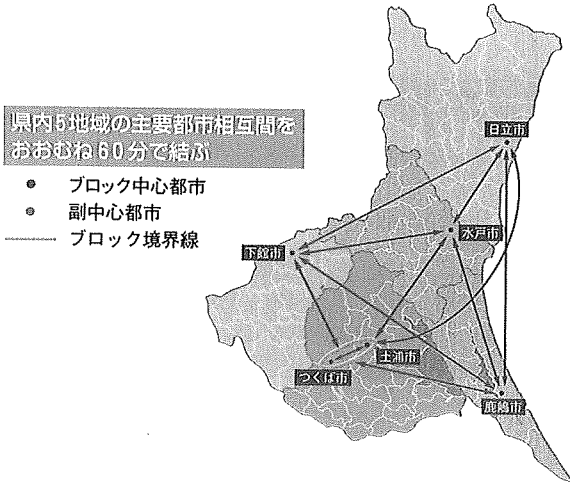 県内5地域の主要都市相互間を
おおむね60分で結ぶ
ブロック中心都市
副中心都市
ブロック境界線
日立市
水戸市
下館市
土浦市
つくば市
鹿嶋市